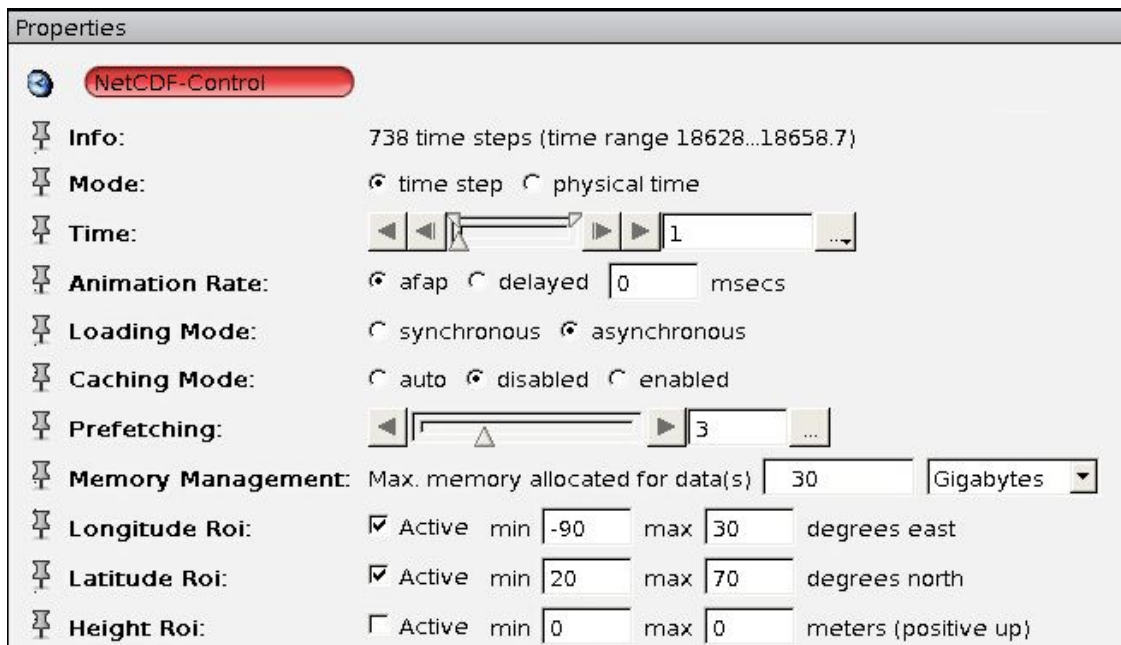 Properties
NetCDF-Control
Info: 738 time steps (time range 18628...18658.7)
Mode: time step physical time
Time: 1 ...
Animation Rate: afap delayed 0 msecs
Loading Mode: synchronous asynchronous
Caching Mode: auto disabled enabled
Prefetching: 3 ...
Memory Management: Max. memory allocated for data(s) 30 Gigabytes
Longitude Roi: Active min -90 max 30 degrees east
Latitude Roi: Active min 20 max 70 degrees north
Height Roi: Active min 0 max 0 meters (positive up)